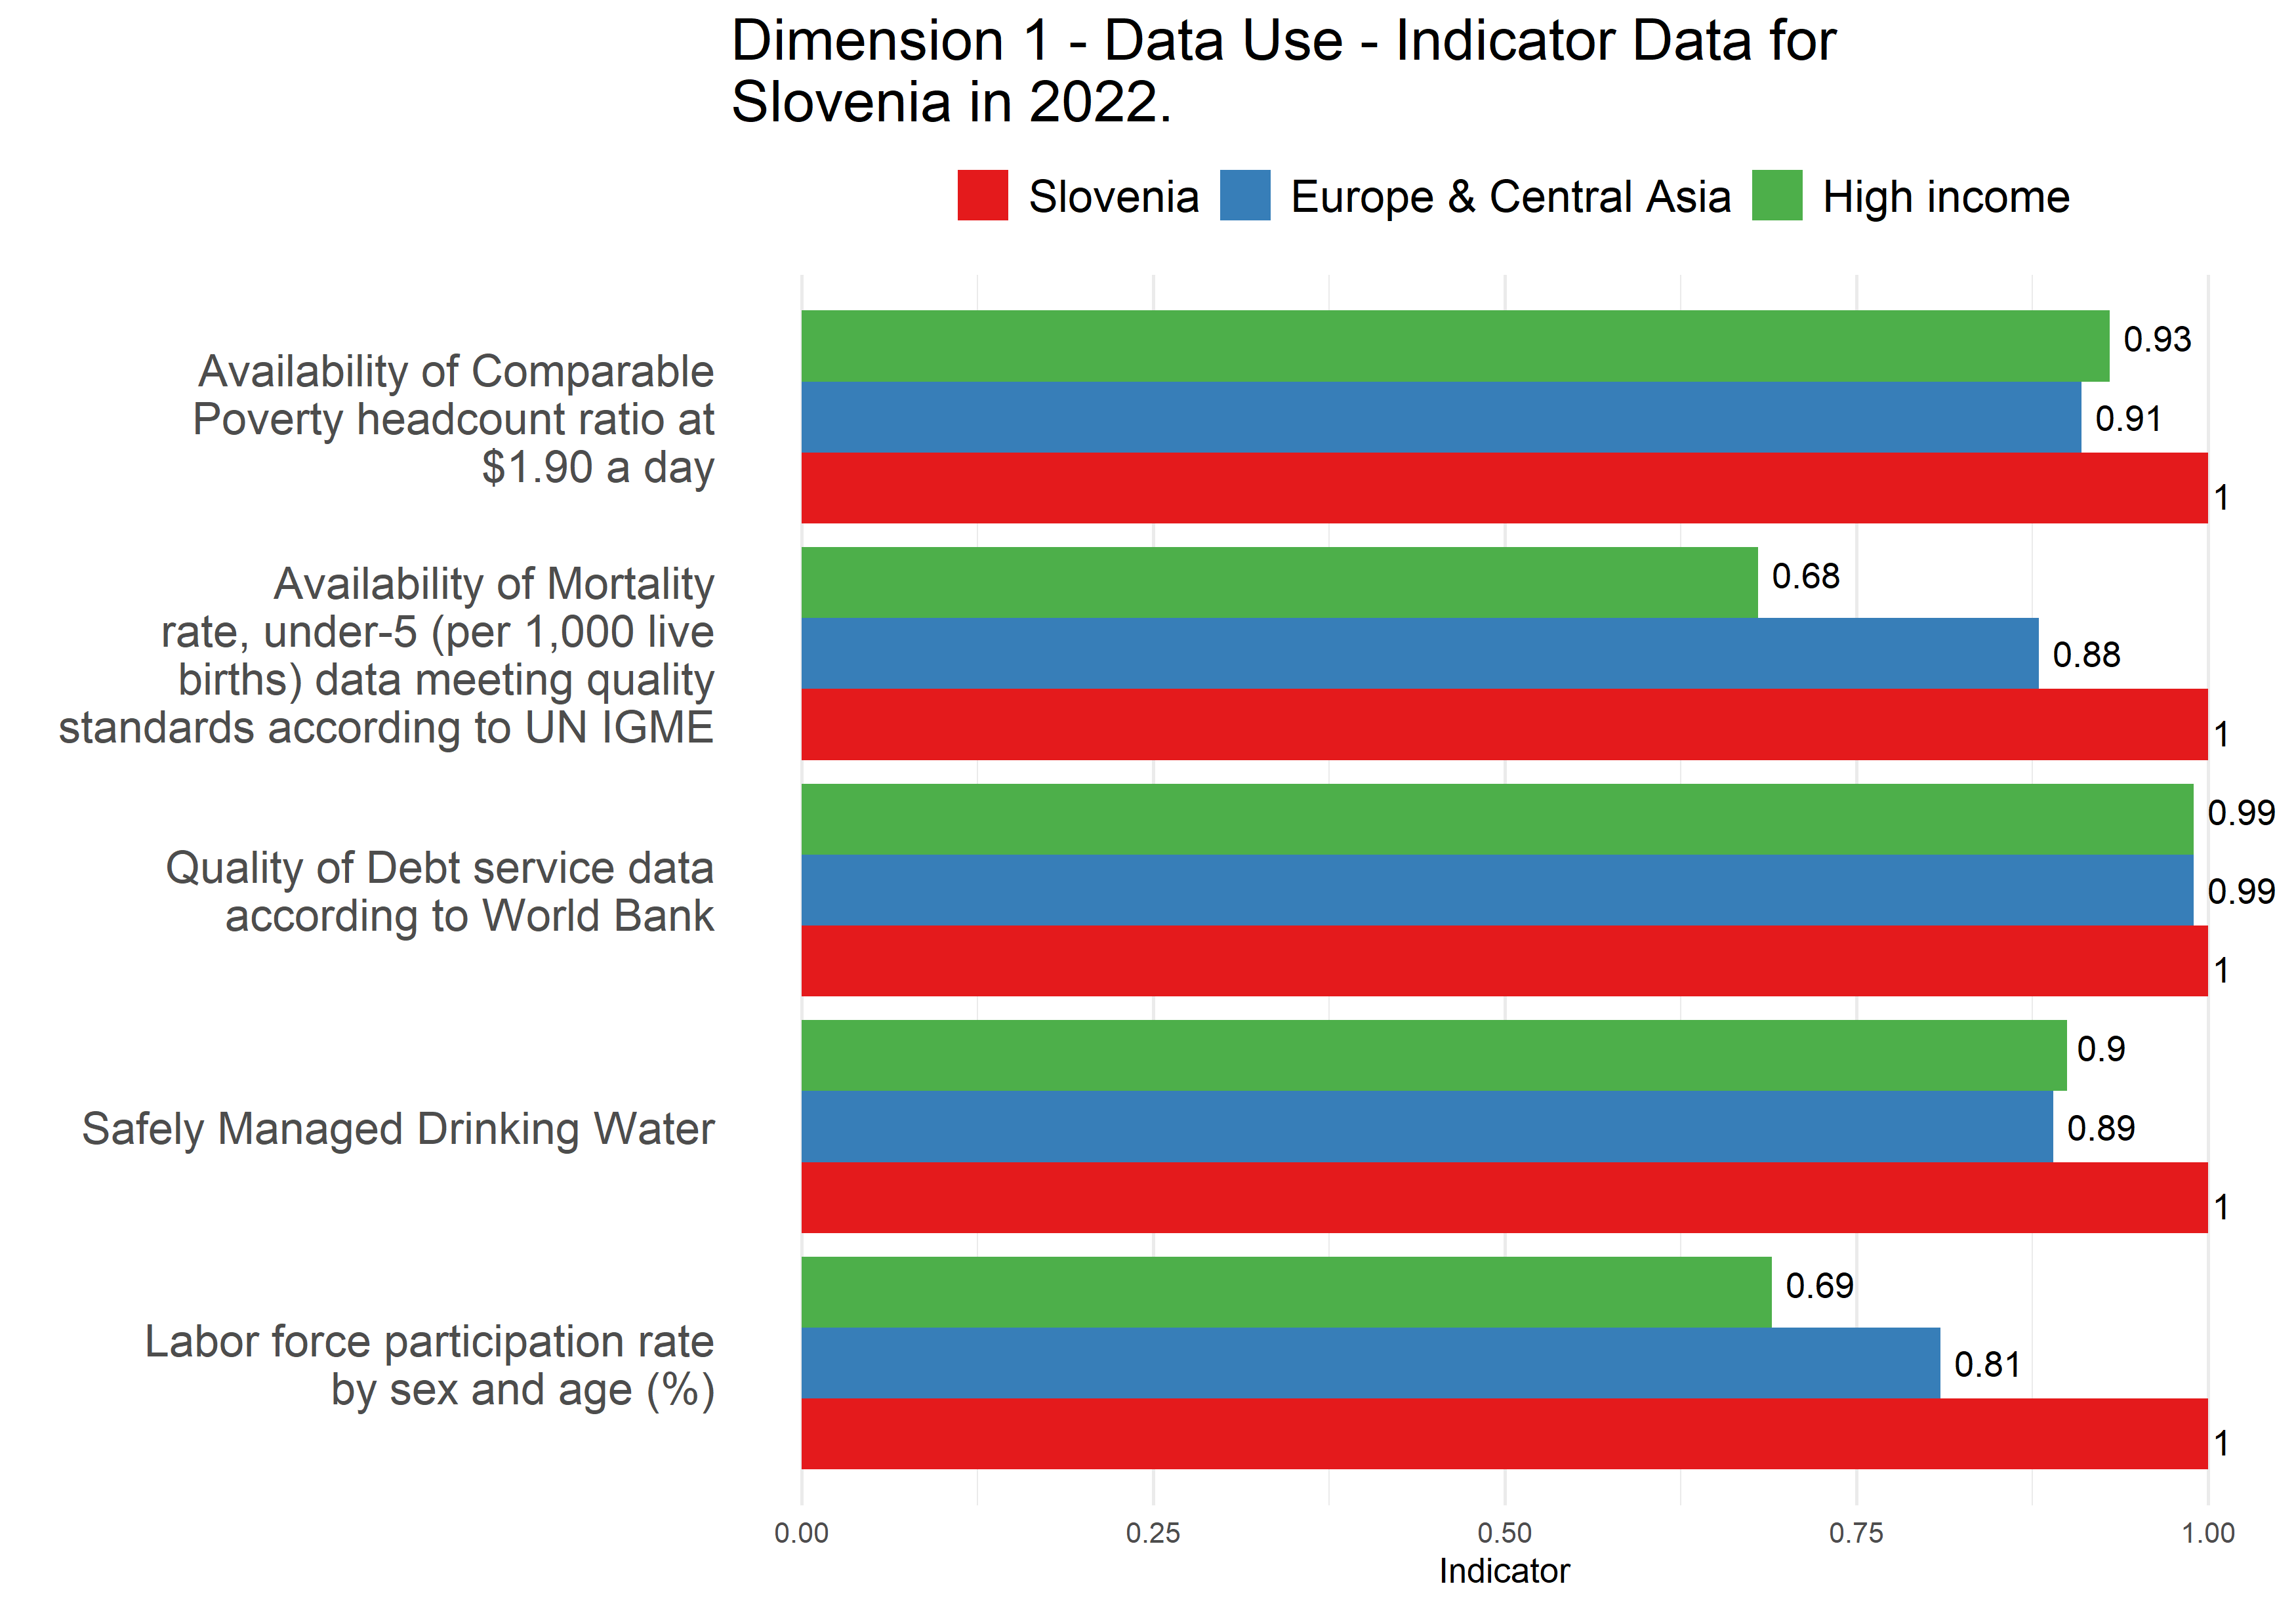 Dimension 1 - Data Use - Indicator Data for
Slovenia in 2022.
Slovenia
Europe & Central Asia
High income
Availability of Comparable
Poverty headcount ratio at
$1.90 a day
0.93
0.91
1
Availability of Mortality
rate, under-5 (per 1,000 live
births) data meeting quality
standards according to UN IGME
0.68
0.88
1
Quality of Debt service data
according to World Bank
0.99
0.99
1
Safely Managed Drinking Water
0.9
0.89
1
Labor force participation rate
by sex and age (%)
0.69
0.81
1
0.00
0.25
0.50
0.75
1.00
Indicator